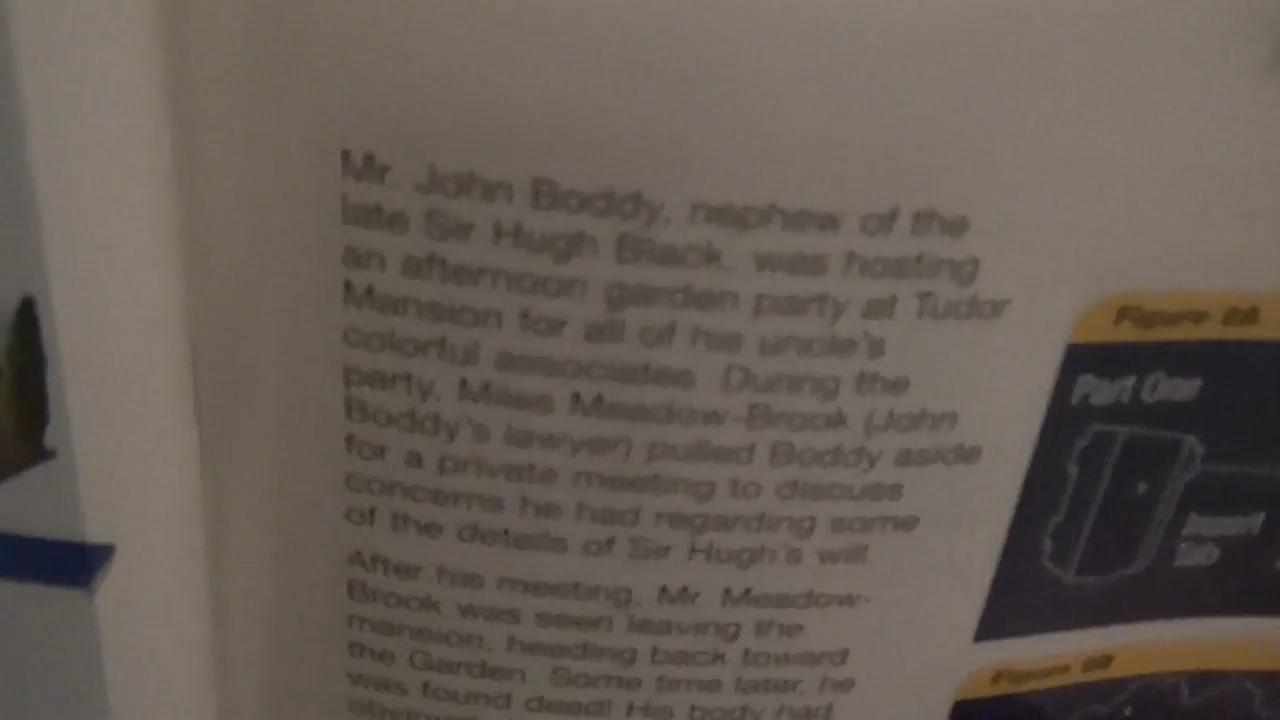 Mr. John Boddy, nephew of the
late Sir Hugh Black, was hosting
an afternoon garden party at Tudor
Mansion for all of his uncle's
colorful associates. During the
party, Miles Meadow-Brook (John
Boddy's lawyer) pulled Boddy aside
for a private meeting to discuss
concerns he had regarding some
of the details of Sir Hugh's will.
After his meeting, Mr. Meadow-
Brook was seen leaving the
mansion, heading back toward
the Garden. Some time later, he
was found dead! His body had
Figure
Part One
Figure